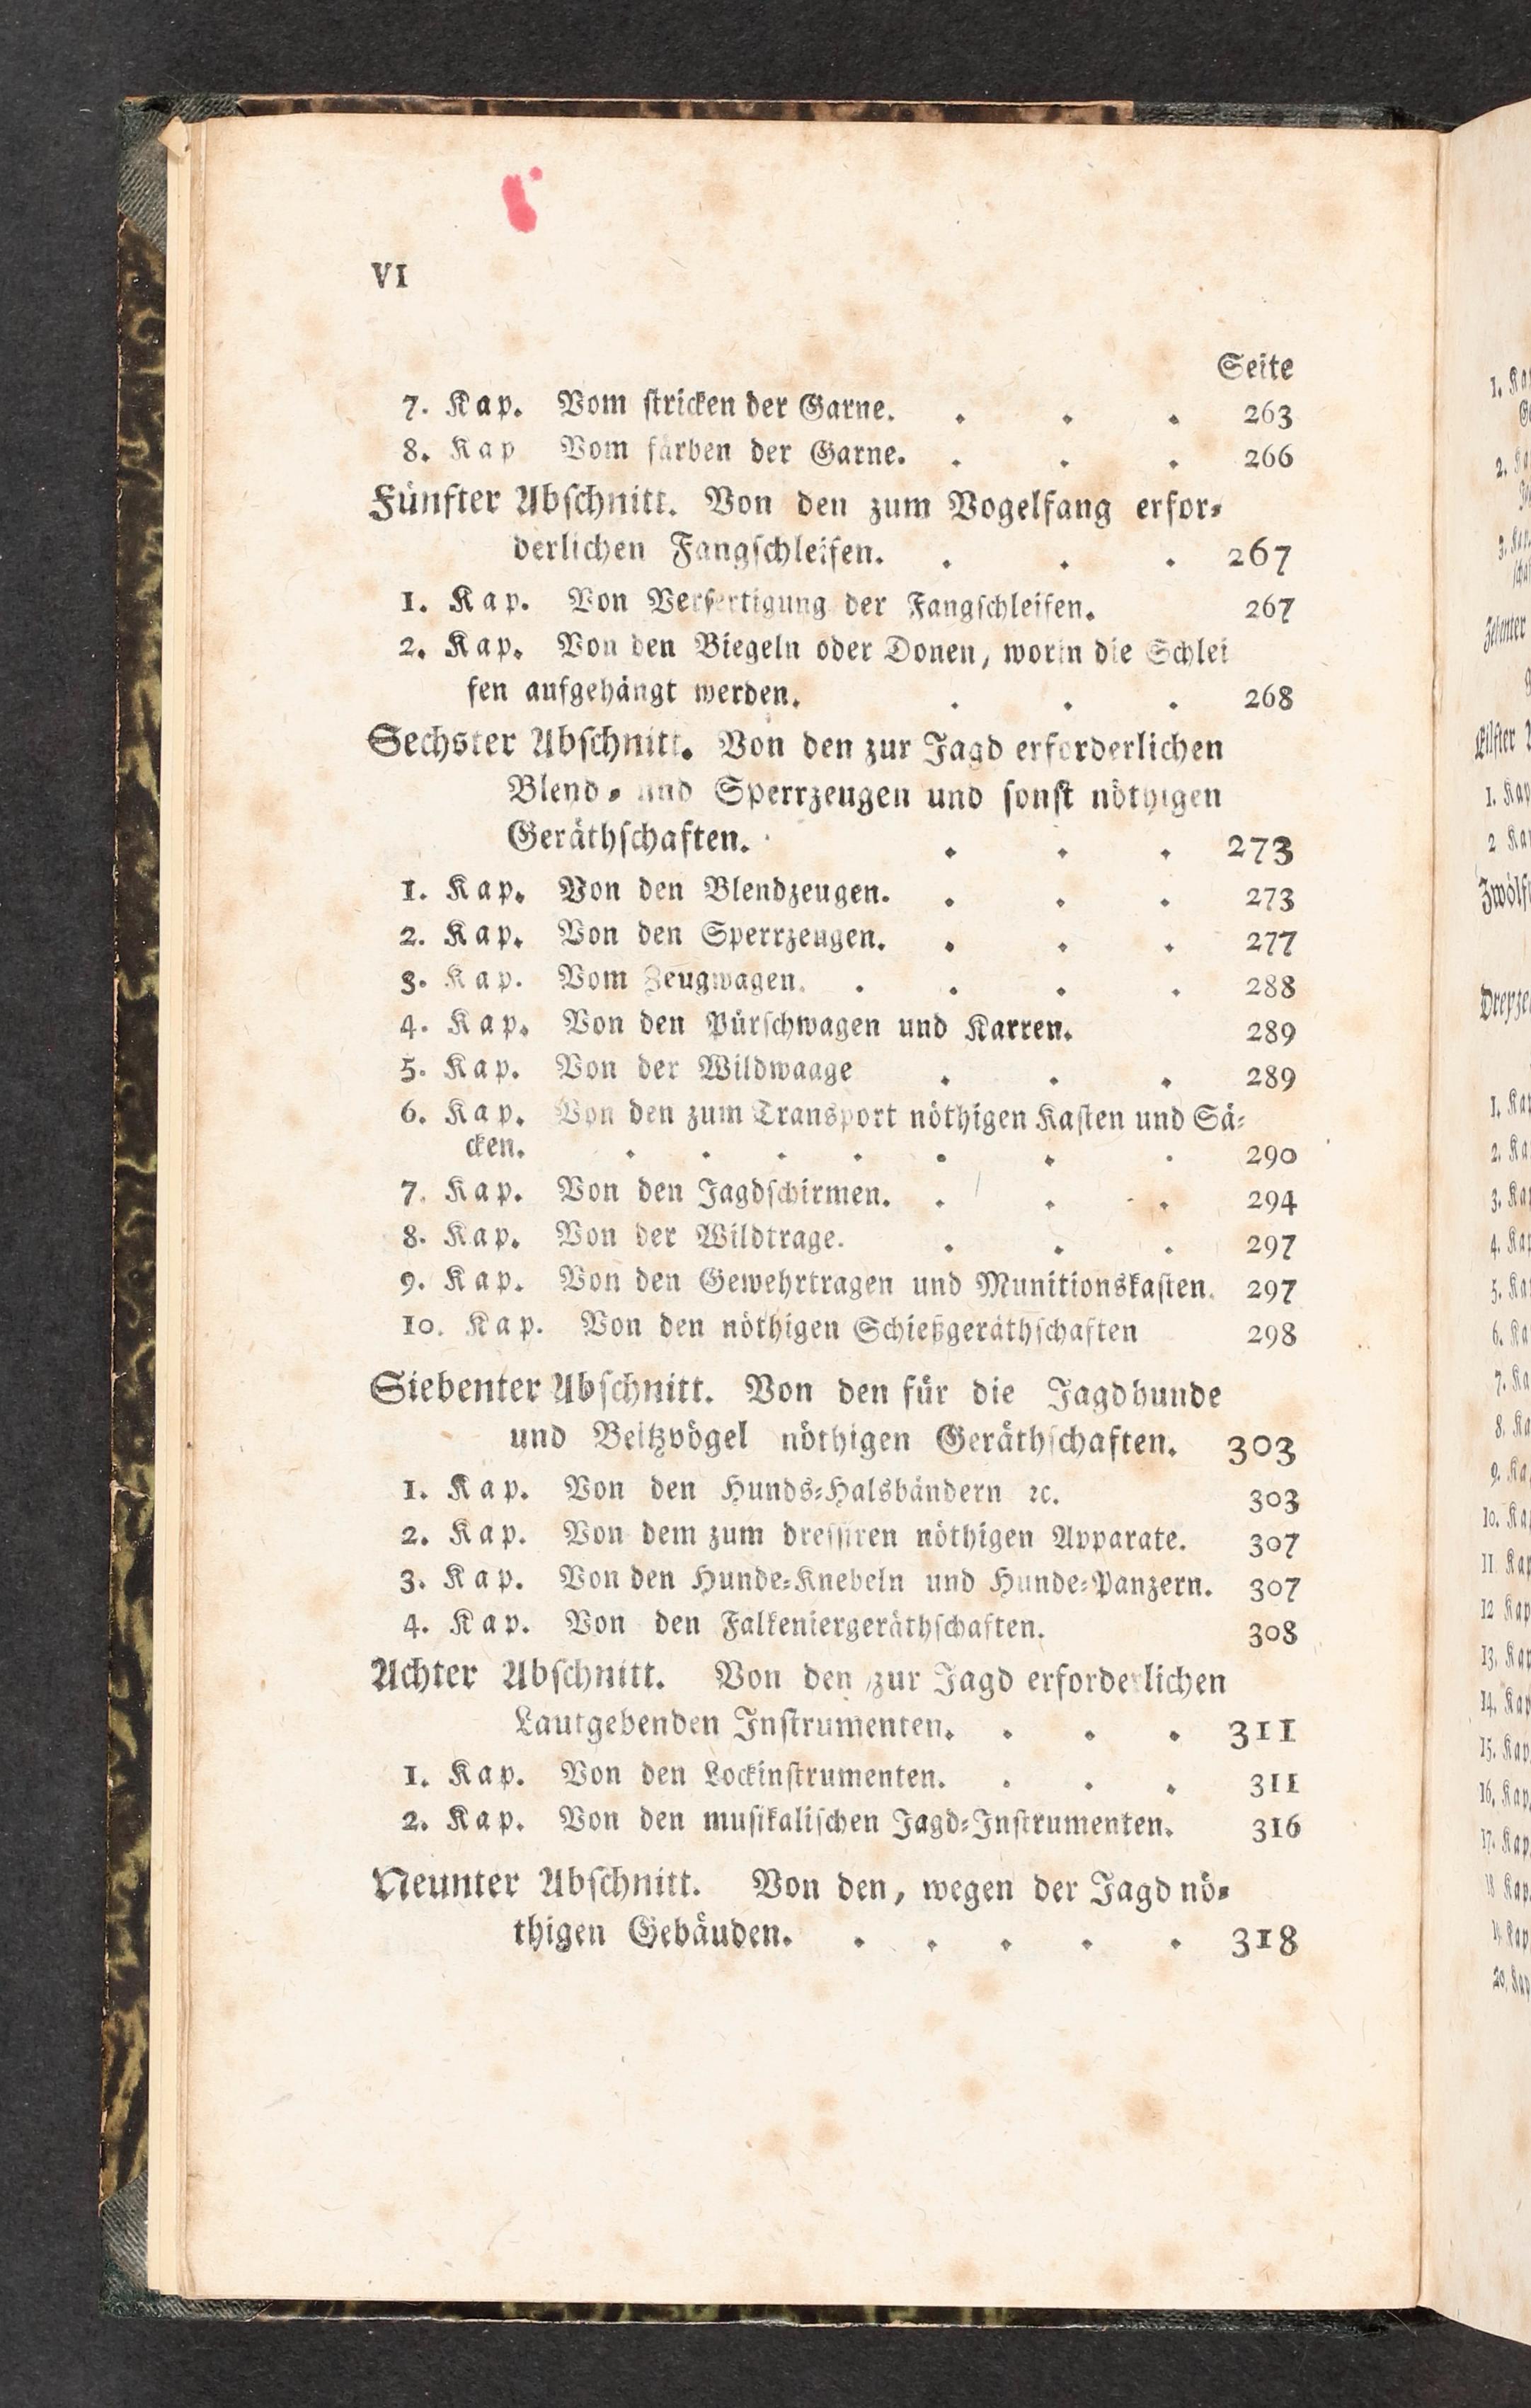 VI
Seite
7. Kap. Vom ſtricken der Garne. . . . 263
8. Kap Vom färben der Garne. . . . 266
Fünfter Abſchnitt. Von den zum Vogelfang erfor⸗
derlichen Fangſchleifen. . . . 267
1. Kap. Von Verfertigung der Fangſchleifen. 267
2. Kap. Von den Biegeln oder Donen, worin die Schlei
fen aufgehängt werden. . . . 268
Sechster Abſchnitt. Von den zur Jagd erforderlichen
Blend⸗ und Sperrzeugen und ſonſt nöthigen
Geräthſchaften. . . . 273
1. Kap. Von den Blendzeugen. . . . 273
2. Kap. Von den Sperrzeugen. . . . 277
3. Kap. Vom Zeugwagen. . . . . 288
4. Kap. Von den Pürſchwagen und Karren. 289
5. Kap. Von der Wildwaage . . . 289
6. Kap. Von den zum Transport nöthigen Kaſten und Sä⸗
cken. . . . . . . . 290
7. Kap. Von den Jagdſchirmen. . . . 294
8. Kap. Von der Wildtrage. . . . 297
9. Kap. Von den Gewehrtragen und Munitionskaſten. 297
10. Kap. Von den nöthigen Schießgeräthſchaften 298
Siebenter Abſchnitt. Von den für die Jagdhunde
und Beitzvögel nöthigen Geräthſchaften. 303
1. Kap. Von den Hunds⸗Halsbändern ꝛc. 303
2. Kap. Von dem zum dreſſiren nöthigen Apparate. 307
3. Kap. Von den Hunde⸗Knebeln und Hunde⸗Panzern. 307
4. Kap. Von den Falkeniergeräthſchaften. 308
Achter Abſchnitt. Von den zur Jagd erforderlichen
Lautgebenden Inſtrumenten. . . . 311
1. Kap. Von den Lockinſtrumenten. . . . 311
2. Kap. Von den muſikaliſchen Jagd⸗Inſtrumenten. 316
Neunter Abſchnitt. Von den, wegen der Jagd nö⸗
thigen Gebäuden. . . . . . 318